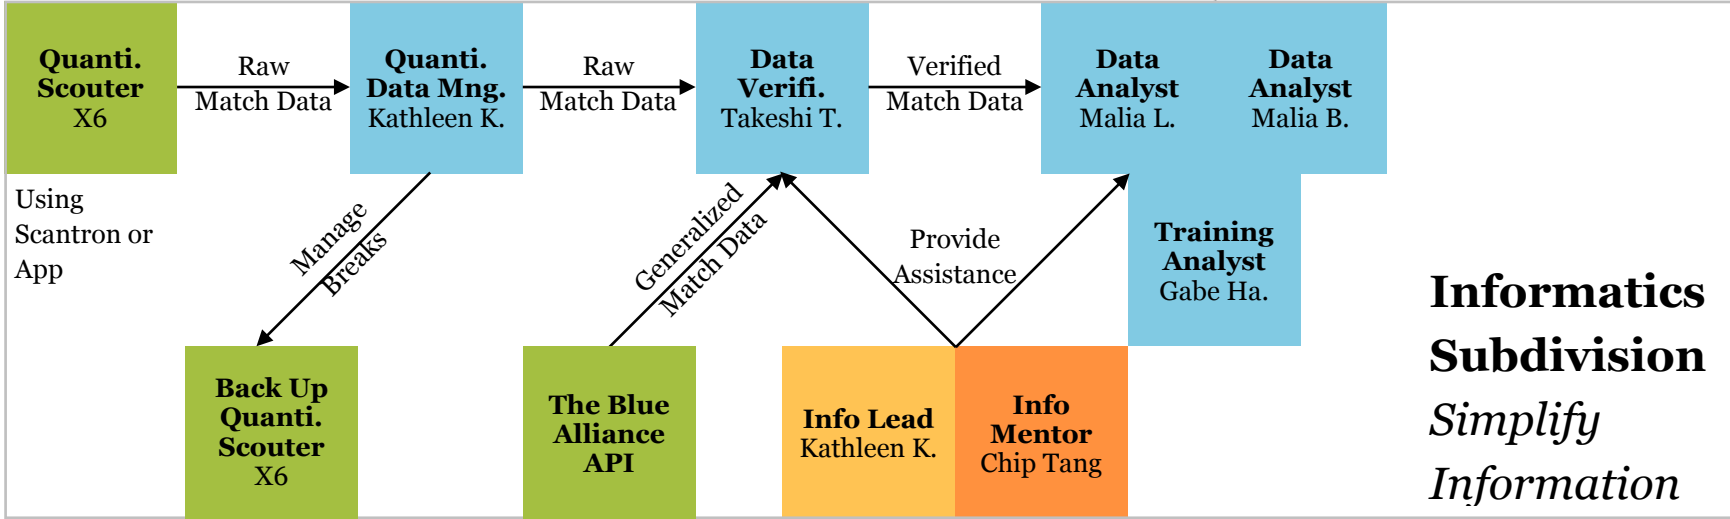 Quanti.
Scouter
X6
Raw
Match Data
Quanti.
Data Mng.
Kathleen K.
Raw
Match Data
Data
Verifi.
Takeshi T.
Verified
Match Data
Data
Analyst
Malia L.
Data
Analyst
Malia B.
Using
Scantron or
App
Manage
Breaks
Generalized
Match Data
Provide
Assistance
Training
Analyst
Gabe Ha.
Back Up
Quanti.
Scouter
X6
The Blue
Alliance
API
Info Lead
Kathleen K.
Info
Mentor
Chip Tang
Informatics
Subdivision
Simplify
Information